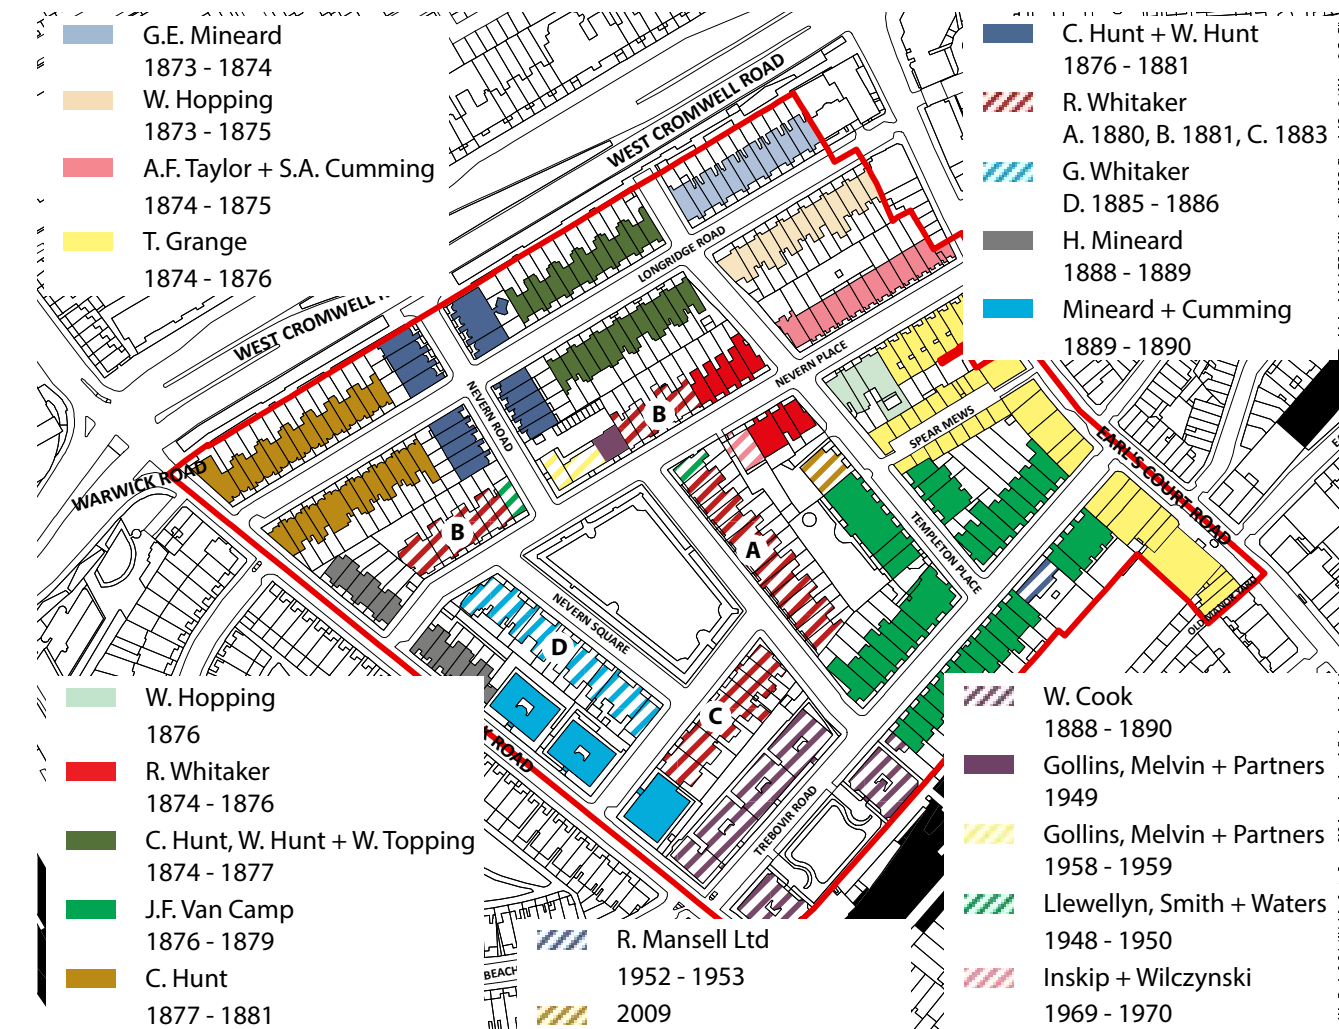 G.E. Mineard
1873 - 1874
W. Hopping
1873 - 1875
A.F. Taylor + S.A. Cumming
1874 - 1875
T. Grange
1874 - 1876
C. Hunt + W. Hunt
1876 - 1881
R. Whitaker
A. 1880, B. 1881, C. 1883
G. Whitaker
D. 1885 - 1886
H. Mineard
1888 - 1889
Mineard + Cumming
1889 - 1890
WEST CROMWELL ROAD
WEST CROMWELL R
LONGRIDGE ROAD
NEVERN PLACE
NEVERN ROAD
SPEAR MEWS
EARL'S COURT ROAD
WARWICK ROAD
TEMPLETON PLACE
OLD MANOR YARD
NEVERN SQUARE
TREBOVIR ROAD
K ROAD
BEACH
B
B
A
D
C
W. Hopping
1876
R. Whitaker
1874 - 1876
C. Hunt, W. Hunt + W. Topping
1874 - 1877
J.F. Van Camp
1876 - 1879
C. Hunt
1877 - 1881
R. Mansell Ltd
1952 - 1953
2009
W. Cook
1888 - 1890
Gollins, Melvin + Partners
1949
Gollins, Melvin + Partners
1958 - 1959
Llewellyn, Smith + Waters
1948 - 1950
Inskip + Wilczynski
1969 - 1970